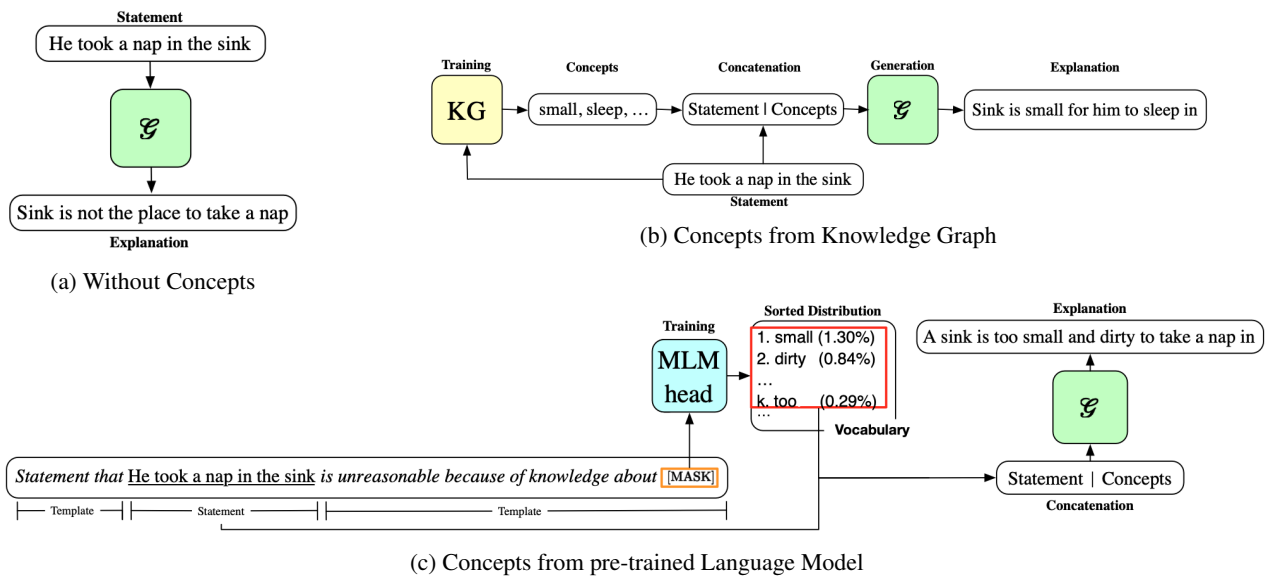 Statement
He took a nap in the sink
𝒢
Sink is not the place to take a nap
Explanation
(a) Without Concepts
Training
Concepts
Concatenation
Generation
Explanation
KG
small, sleep, …
Statement | Concepts
𝒢
Sink is small for him to sleep in
He took a nap in the sink
Statement
(b) Concepts from Knowledge Graph
Training
MLM
head
Sorted Distribution
1. small (1.30%)
2. dirty (0.84%)
…
k. too (0.29%)
…
Vocabulary
Explanation
A sink is too small and dirty to take a nap in
𝒢
Statement | Concepts
Concatenation
Statement that He took a nap in the sink is unreasonable because of knowledge about [MASK]
Template
Statement
Template
(c) Concepts from pre-trained Language Model